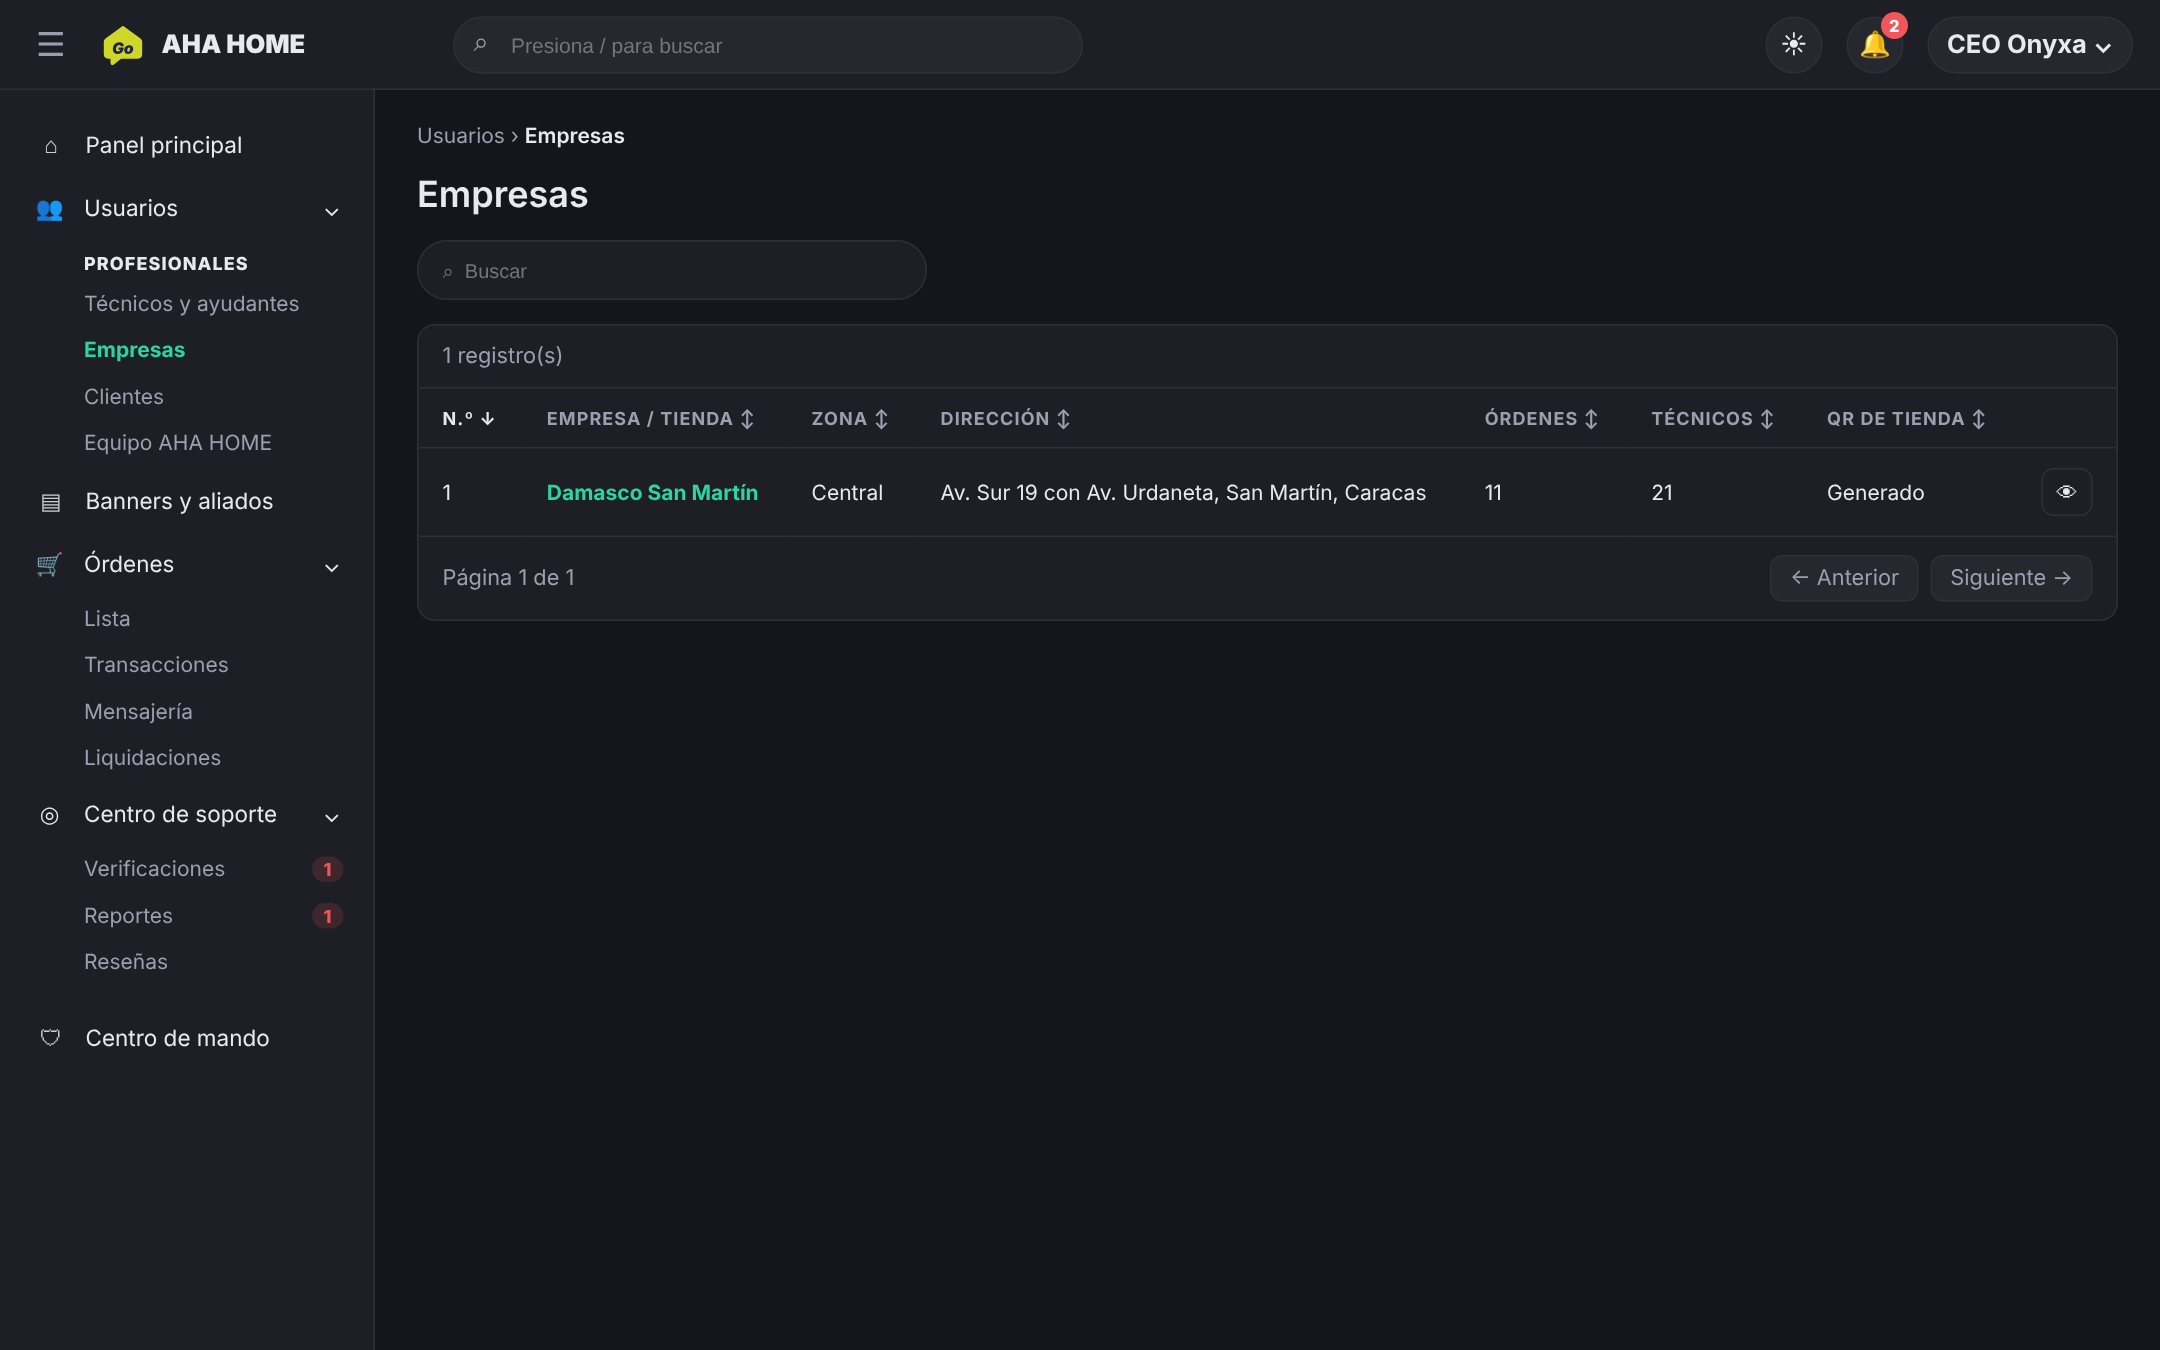 Go AHA HOME
Presiona / para buscar
2
CEO Onyxa
Panel principal
Usuarios
PROFESIONALES
Técnicos y ayudantes
Empresas
Clientes
Equipo AHA HOME
Banners y aliados
Órdenes
Lista
Transacciones
Mensajería
Liquidaciones
Centro de soporte
Verificaciones 1
Reportes 1
Reseñas
Centro de mando
Usuarios › Empresas
Empresas
Buscar
1 registro(s)
N.º ↓ EMPRESA / TIENDA ↕ ZONA ↕ DIRECCIÓN ↕ ÓRDENES ↕ TÉCNICOS ↕ QR DE TIENDA ↕
1 Damasco San Martín Central Av. Sur 19 con Av. Urdaneta, San Martín, Caracas 11 21 Generado
Página 1 de 1
← Anterior Siguiente →